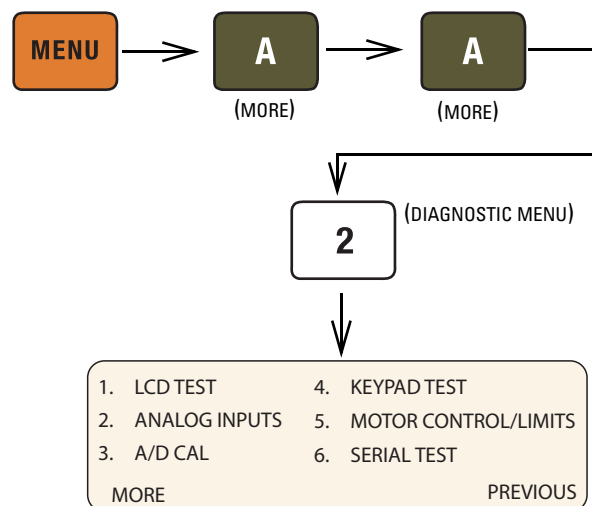 MENU
A
A
(MORE)
(MORE)
2
(DIAGNOSTIC MENU)
1. LCD TEST
4. KEYPAD TEST
2. ANALOG INPUTS
5. MOTOR CONTROL/LIMITS
3. A/D CAL
6. SERIAL TEST
MORE
PREVIOUS